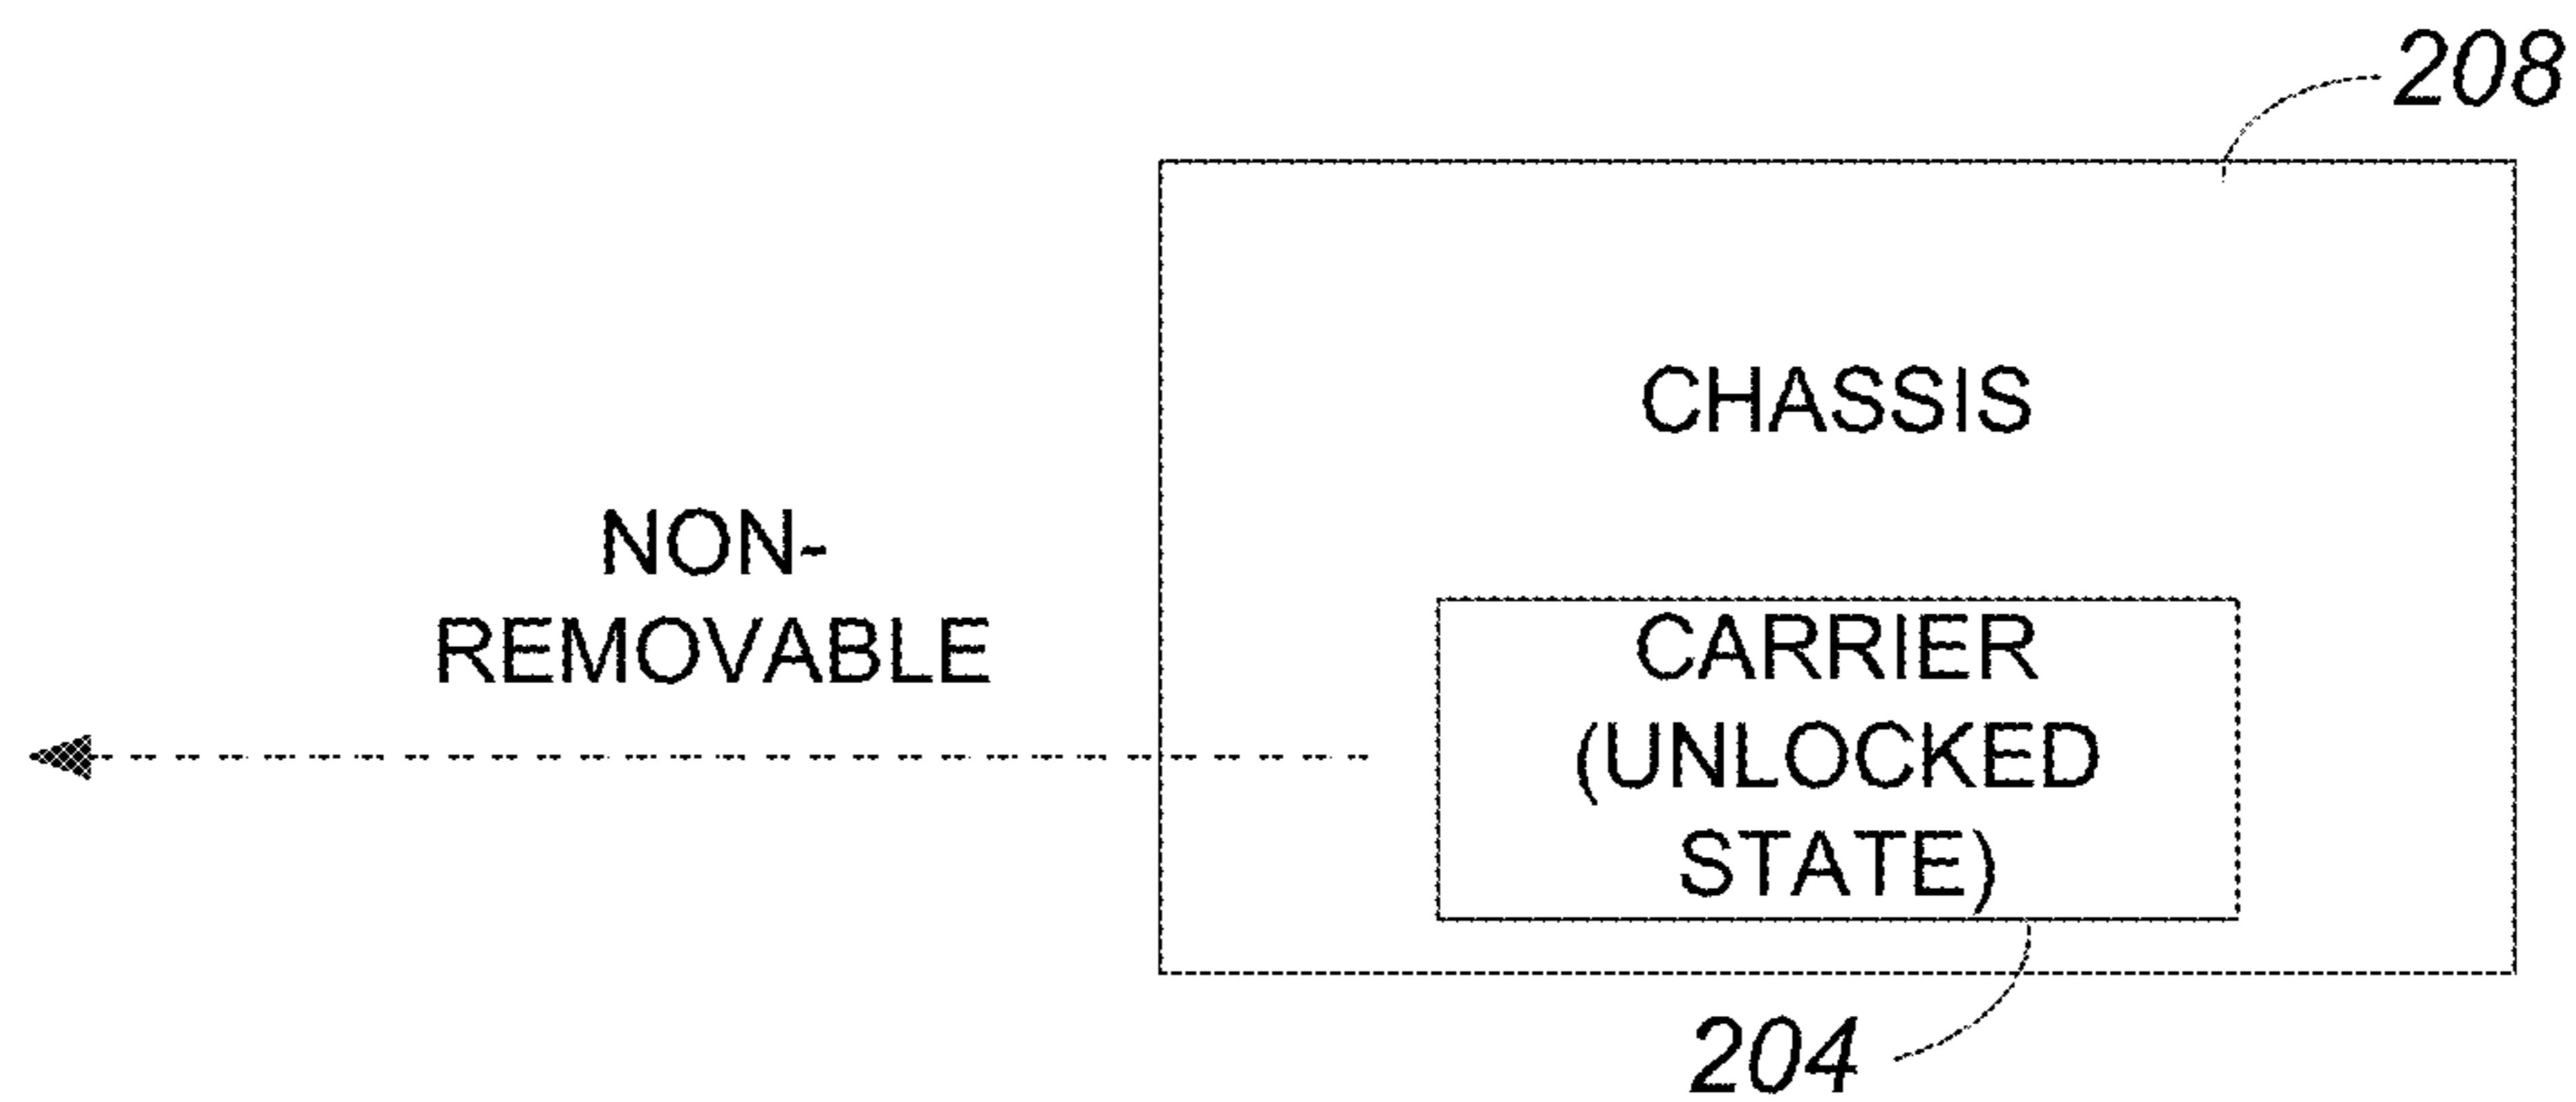 208
CHASSIS
NON-
REMOVABLE
CARRIER
(UNLOCKED
STATE)
204